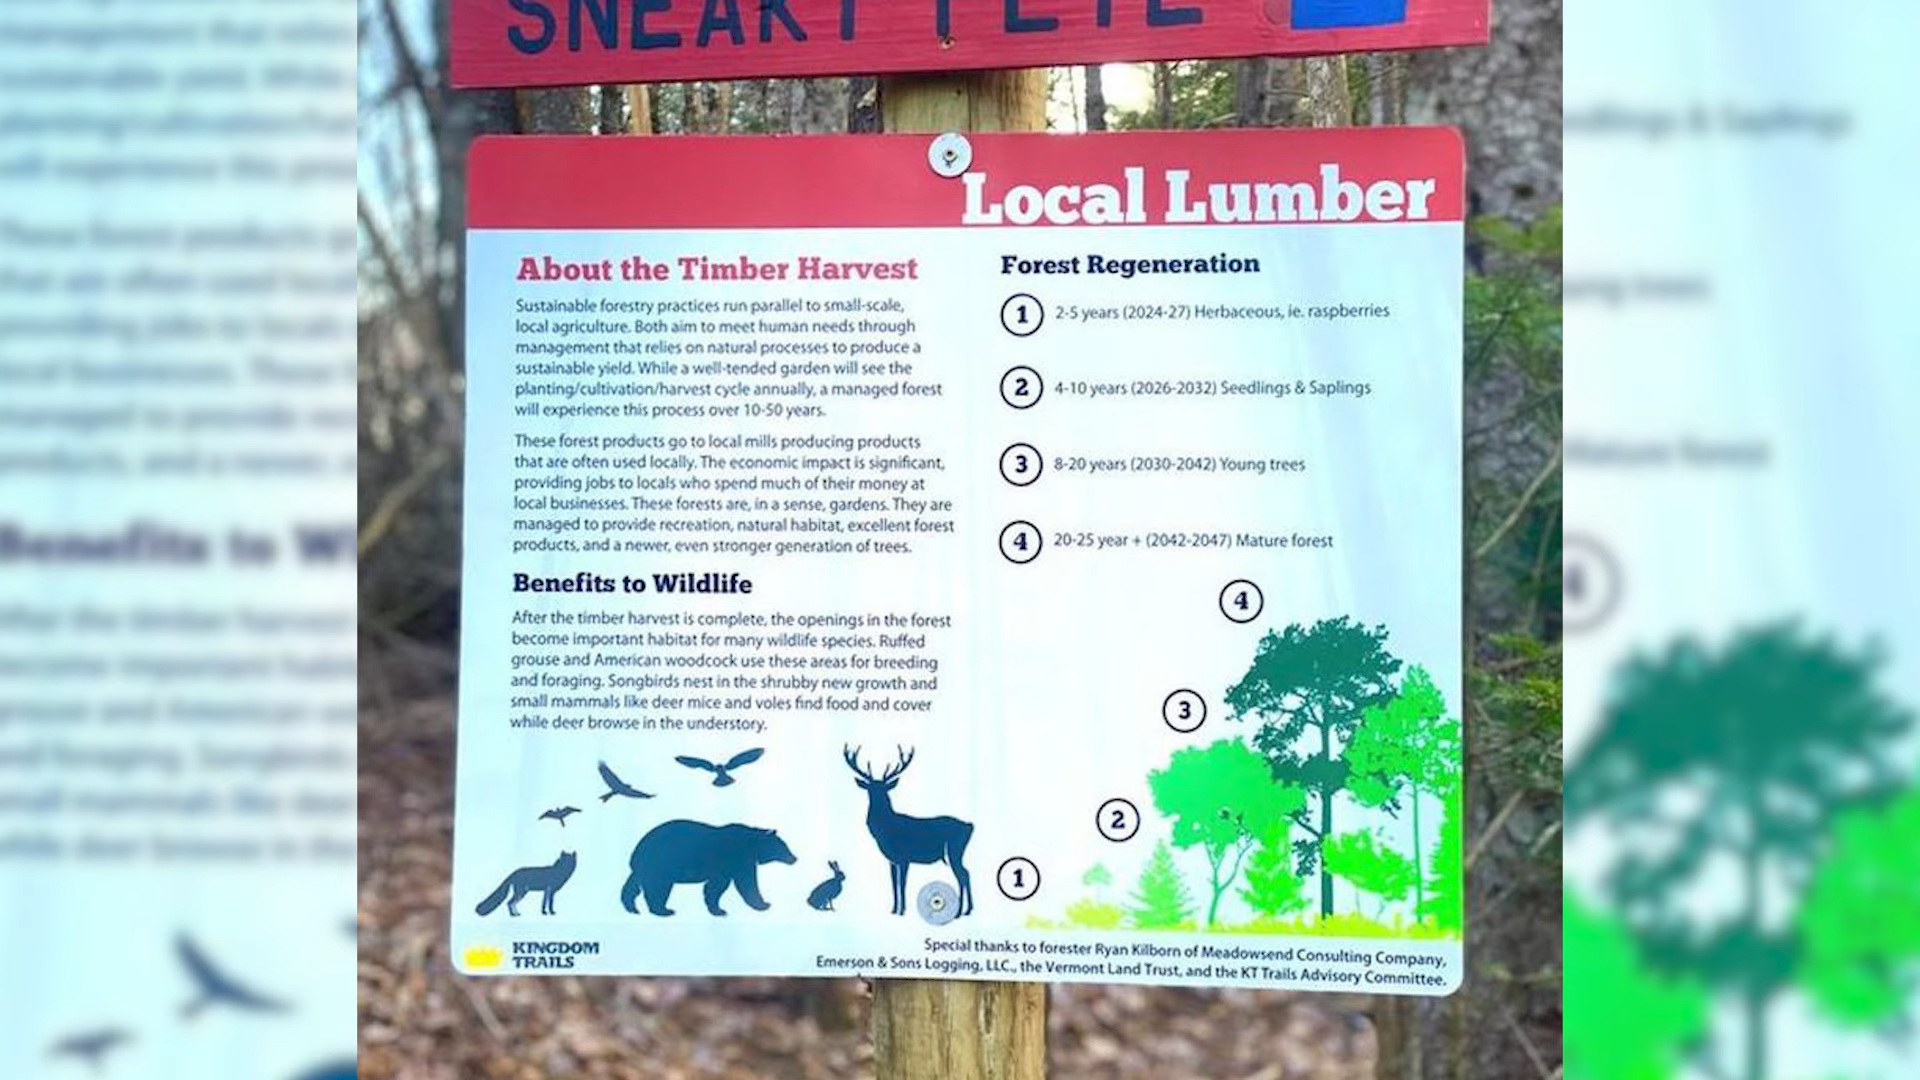 SNEAKY PETE
Local Lumber
About the Timber Harvest
Sustainable forestry practices run parallel to small-scale,
local agriculture. Both aim to meet human needs through
management that relies on natural processes to produce a
sustainable yield. While a well-tended garden will see the
planting/cultivation/harvest cycle annually, a managed forest
will experience this process over 10-50 years.
These forest products go to local mills producing products
that are often used locally. The economic impact is significant,
providing jobs to locals who spend much of their money at
local businesses. These forests are, in a sense, gardens. They are
managed to provide recreation, natural habitat, excellent forest
products, and a newer, even stronger generation of trees.
Benefits to Wildlife
After the timber harvest is complete, the openings in the forest
become important habitat for many wildlife species. Ruffed
grouse and American woodcock use these areas for breeding
and foraging. Songbirds nest in the shrubby new growth and
small mammals like deer mice and voles find food and cover
while deer browse in the understory.
Forest Regeneration
1 2-5 years (2024-27) Herbaceous, ie. raspberries
2 4-10 years (2026-2032) Seedlings & Saplings
3 8-20 years (2030-2042) Young trees
4 20-25 year + (2042-2047) Mature forest
4
3
2
1
KINGDOM
TRAILS
Special thanks to forester Ryan Kilborn of Meadowsend Consulting Company,
Emerson & Sons Logging, LLC., the Vermont Land Trust, and the KT Trails Advisory Committee.